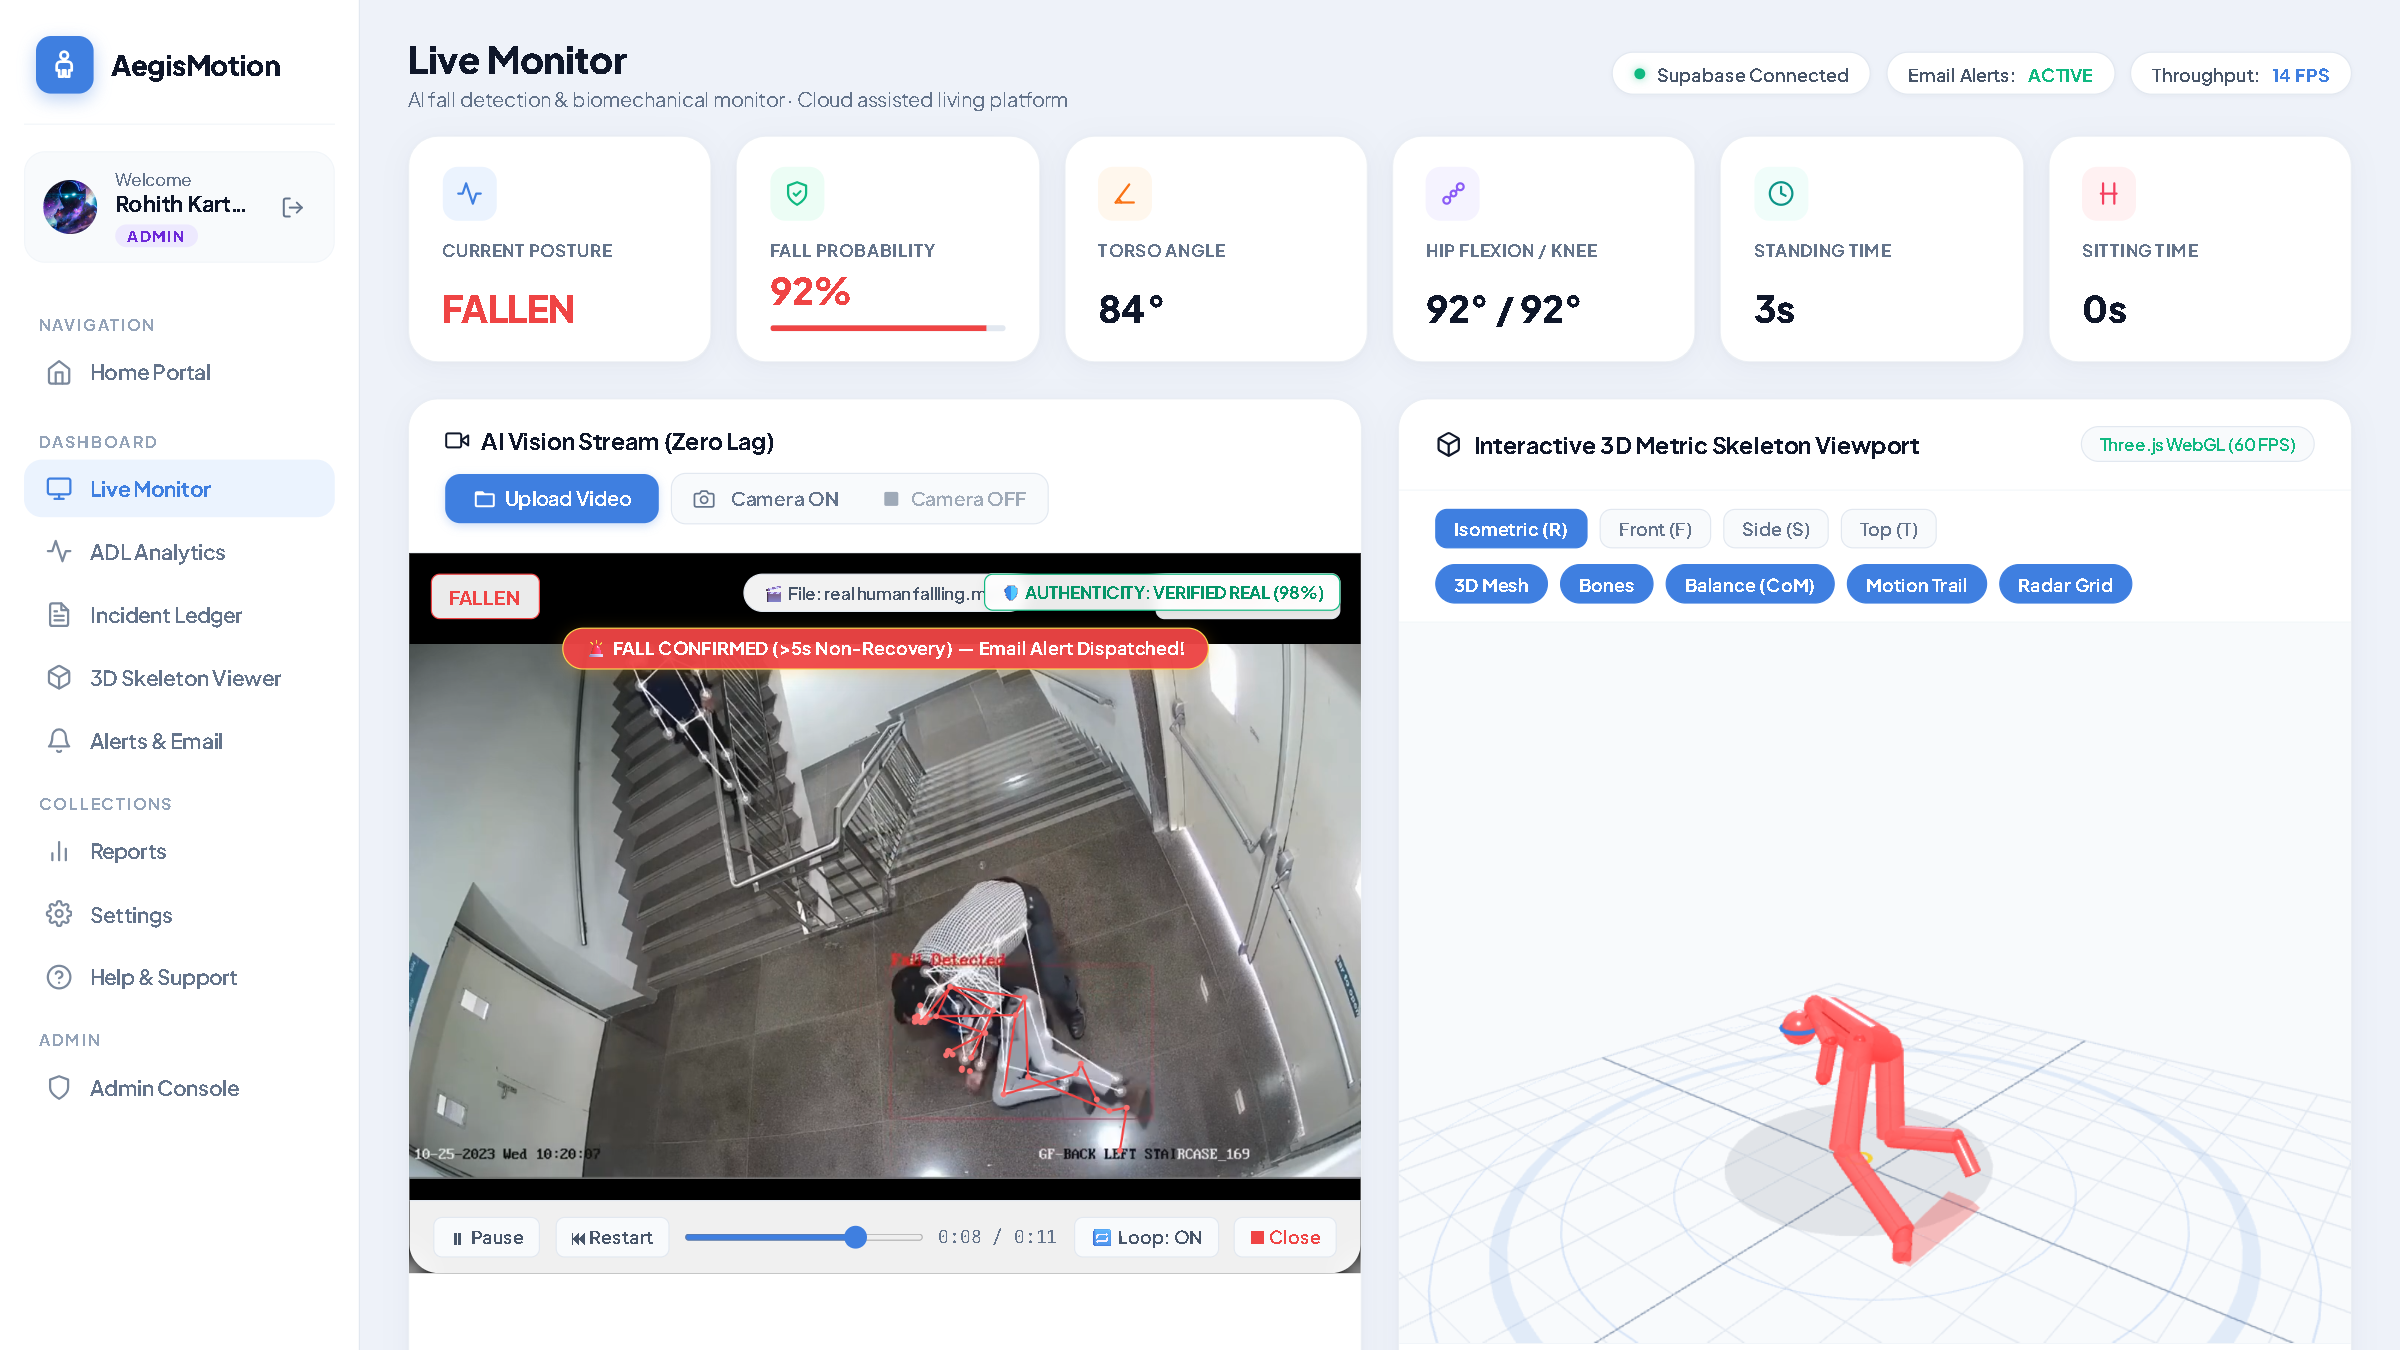 AegisMotion
Welcome
Rohith Kart...
ADMIN
NAVIGATION
Home Portal
DASHBOARD
Live Monitor
ADL Analytics
Incident Ledger
3D Skeleton Viewer
Alerts & Email
COLLECTIONS
Reports
Settings
Help & Support
ADMIN
Admin Console
Live Monitor
AI fall detection & biomechanical monitor · Cloud assisted living platform
Supabase Connected
Email Alerts: ACTIVE
Throughput: 14 FPS
CURRENT POSTURE
FALLEN
FALL PROBABILITY
92%
TORSO ANGLE
84°
HIP FLEXION / KNEE
92° / 92°
STANDING TIME
3s
SITTING TIME
0s
AI Vision Stream (Zero Lag)
Upload Video
Camera ON
Camera OFF
FALLEN
File: real human fallling.m
AUTHENTICITY: VERIFIED REAL (98%)
FALL CONFIRMED (>5s Non-Recovery) — Email Alert Dispatched!
Fall Detected
10-25-2023 Wed 10:20:07
GF-BACK LEFT STAIRCASE_169
Pause
Restart
0:08 / 0:11
Loop: ON
Close
Interactive 3D Metric Skeleton Viewport
Three.js WebGL (60 FPS)
Isometric (R)
Front (F)
Side (S)
Top (T)
3D Mesh
Bones
Balance (CoM)
Motion Trail
Radar Grid